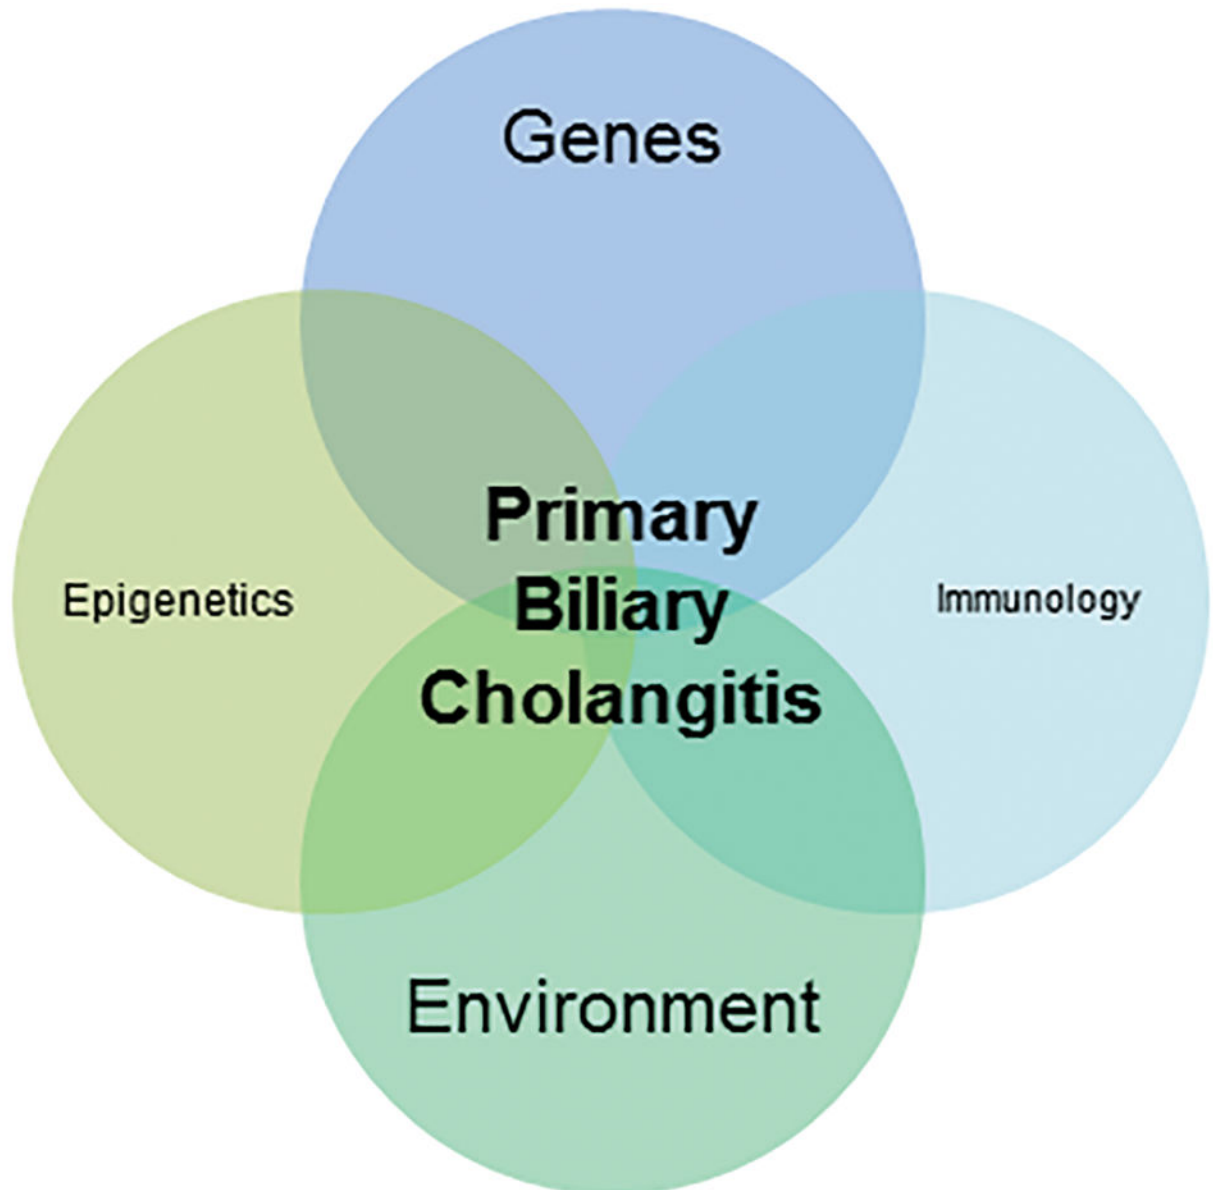 Genes
Primary
Biliary
Cholangitis
Epigenetics
Immunology
Environment